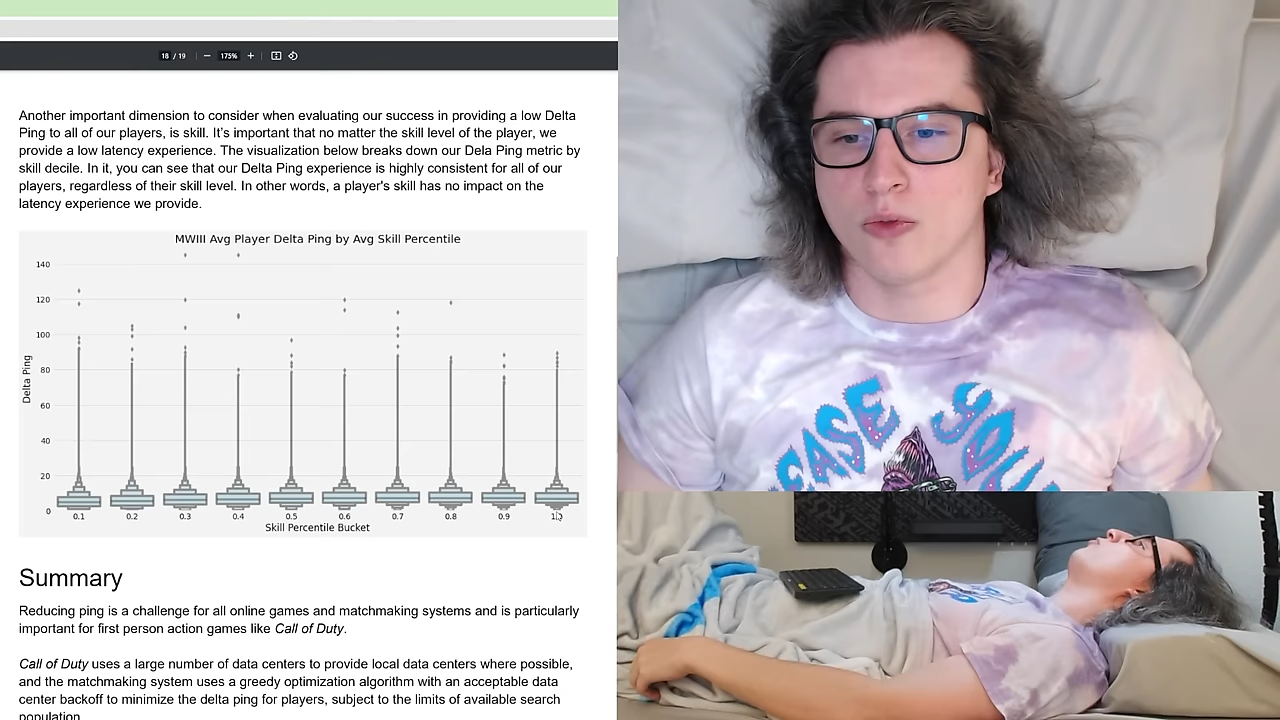 18 / 19
175%
Another important dimension to consider when evaluating our success in providing a low Delta
Ping to all of our players, is skill. It's important that no matter the skill level of the player, we
provide a low latency experience. The visualization below breaks down our Dela Ping metric by
skill decile. In it, you can see that our Delta Ping experience is highly consistent for all of our
players, regardless of their skill level. In other words, a player's skill has no impact on the
latency experience we provide.
MWIII Avg Player Delta Ping by Avg Skill Percentile
140
120
100
80
60
40
20
0
Delta Ping
0.1 0.2 0.3 0.4 0.5 0.6 0.7 0.8 0.9 1.0
Skill Percentile Bucket
Summary
Reducing ping is a challenge for all online games and matchmaking systems and is particularly
important for first person action games like Call of Duty.
Call of Duty uses a large number of data centers to provide local data centers where possible,
and the matchmaking system uses a greedy optimization algorithm with an acceptable data
center backoff to minimize the delta ping for players, subject to the limits of available search
population
EASE YOU